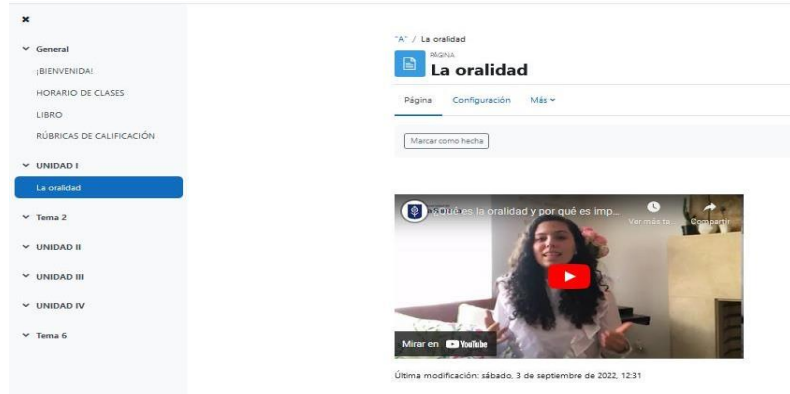 General
¡BIENVENIDA!
HORARIO DE CLASES
LIBRO
RÚBRICAS DE CALIFICACIÓN
UNIDAD I
La oralidad
Tema 2
UNIDAD II
UNIDAD III
UNIDAD IV
Tema 6
"A" / La oralidad
PÁGINA
La oralidad
Página Configuración Más
Marcar como hecha
¿Qué es la oralidad y por qué es imp...
Ver más ta... Compartir
Mirar en YouTube
Última modificación: sábado, 3 de septiembre de 2022, 12:31